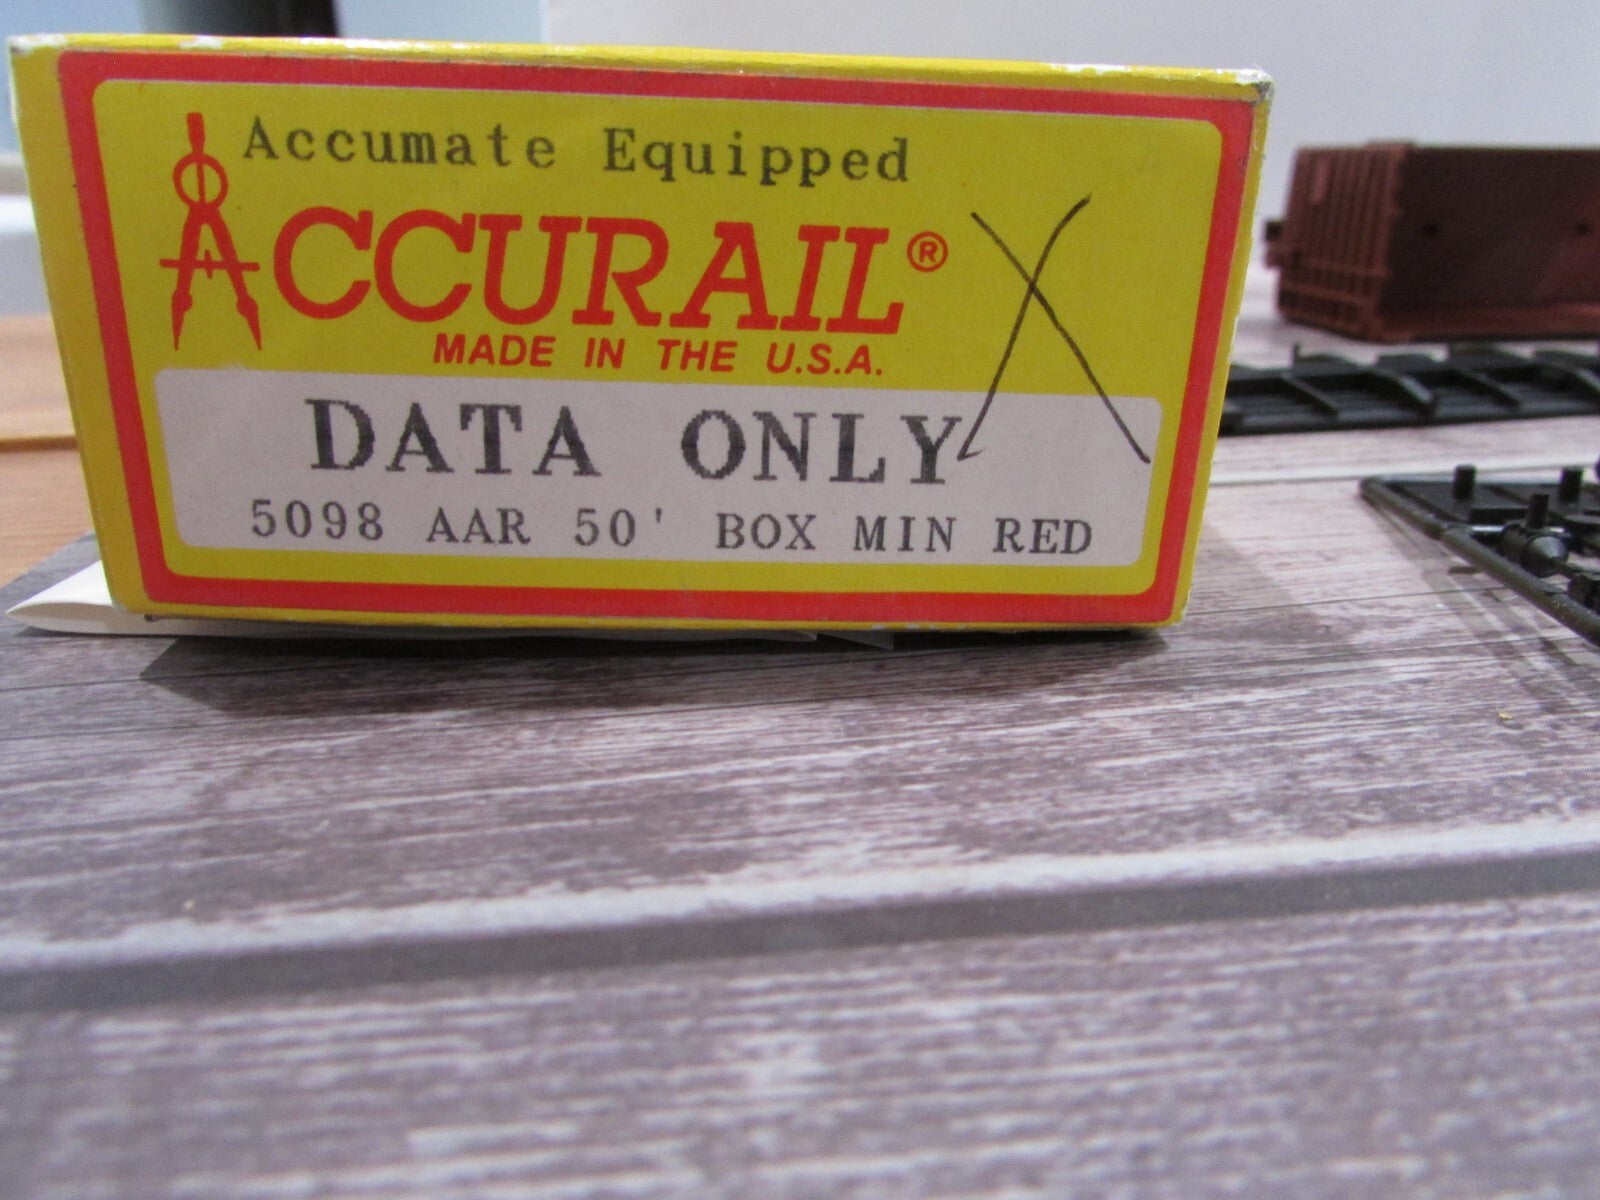 Accumate Equipped
ACCURAIL®
MADE IN THE U.S.A.
X
DATA ONLY
5098 AAR 50' BOX MIN RED